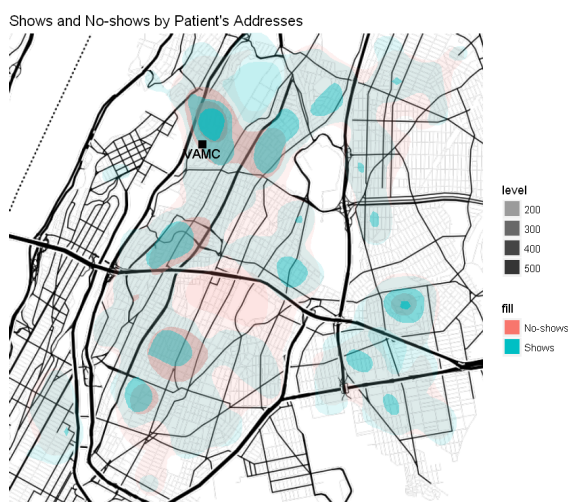 Shows and No-shows by Patient's Addresses
VAMC
level
200
300
400
500
fill
No-shows
Shows